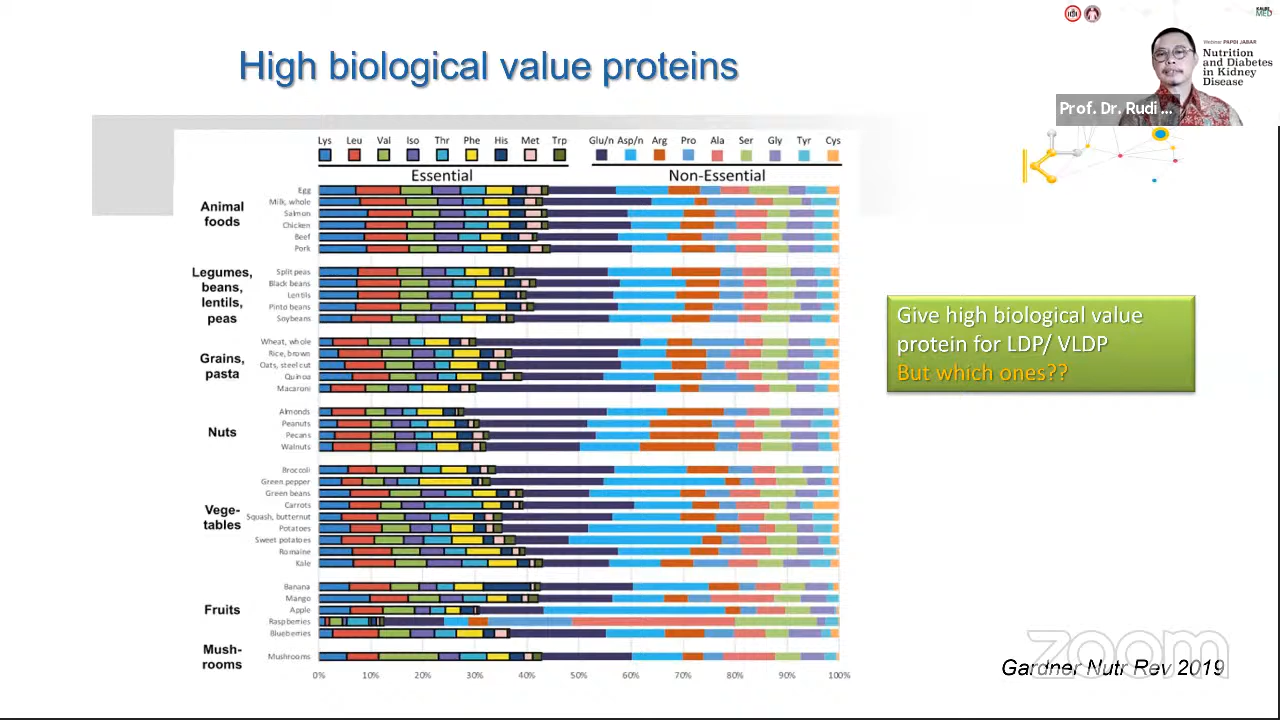 KALBE
MED
High biological value proteins
Webinar PAPDI JABAR
Nutrition
and Diabetes
in Kidney
Disease
Prof. Dr. Rudi ...
Lys Leu Val Iso Thr Phe His Met Trp
Glu/n Asp/n Arg Pro Ala Ser Gly Tyr Cys
Essential
Non-Essential
Animal
foods
Egg
Milk, whole
Salmon
Chicken
Beef
Pork
Legumes,
beans,
lentils,
peas
Split peas
Black beans
Lentils
Pinto beans
Soybeans
Grains,
pasta
Wheat, whole
Rice, brown
Oats, steel cut
Quinoa
Macaroni
Nuts
Almonds
Peanuts
Pecans
Walnuts
Vege-
tables
Broccoli
Green pepper
Green beans
Carrots
Squash, butternut
Potatoes
Sweet potatoes
Romaine
Kale
Fruits
Banana
Mango
Apple
Raspberries
Blueberries
Mush-
rooms
Mushrooms
0% 10% 20% 30% 40% 50% 60% 70% 80% 90% 100%
Give high biological value
protein for LDP/ VLDP
But which ones??
zoom
Gardner Nutr Rev 2019